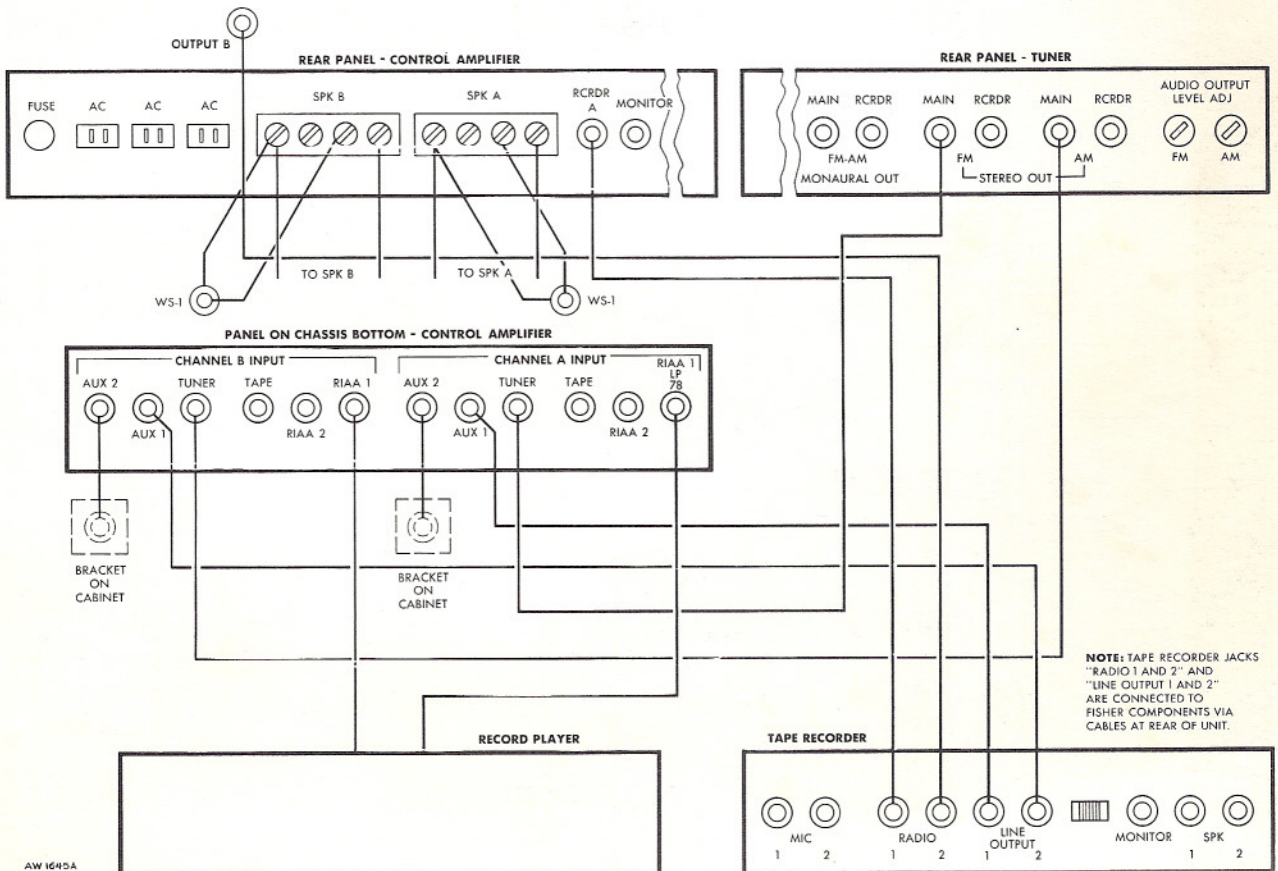 OUTPUT B
REAR PANEL - CONTROL AMPLIFIER
REAR PANEL - TUNER
FUSE
AC
AC
AC
SPK B
SPK A
RCRDR
A
MONITOR
MAIN
RCRDR
MAIN
RCRDR
MAIN
RCRDR
AUDIO OUTPUT
LEVEL ADJ
FM-AM
MONAURAL OUT
FM
STEREO OUT
AM
FM
AM
TO SPK B
TO SPK A
WS-1
WS-1
PANEL ON CHASSIS BOTTOM - CONTROL AMPLIFIER
CHANNEL B INPUT
CHANNEL A INPUT
AUX 2
TUNER
TAPE
RIAA 1
AUX 2
TUNER
TAPE
RIAA 1
LP
78
AUX 1
RIAA 2
AUX 1
RIAA 2
BRACKET
ON
CABINET
BRACKET
ON
CABINET
NOTE: TAPE RECORDER JACKS
"RADIO 1 AND 2" AND
"LINE OUTPUT 1 AND 2"
ARE CONNECTED TO
FISHER COMPONENTS VIA
CABLES AT REAR OF UNIT.
RECORD PLAYER
TAPE RECORDER
MIC
1
2
RADIO
1
2
LINE
OUTPUT
1
2
MONITOR
SPK
1
2
AW 1645A